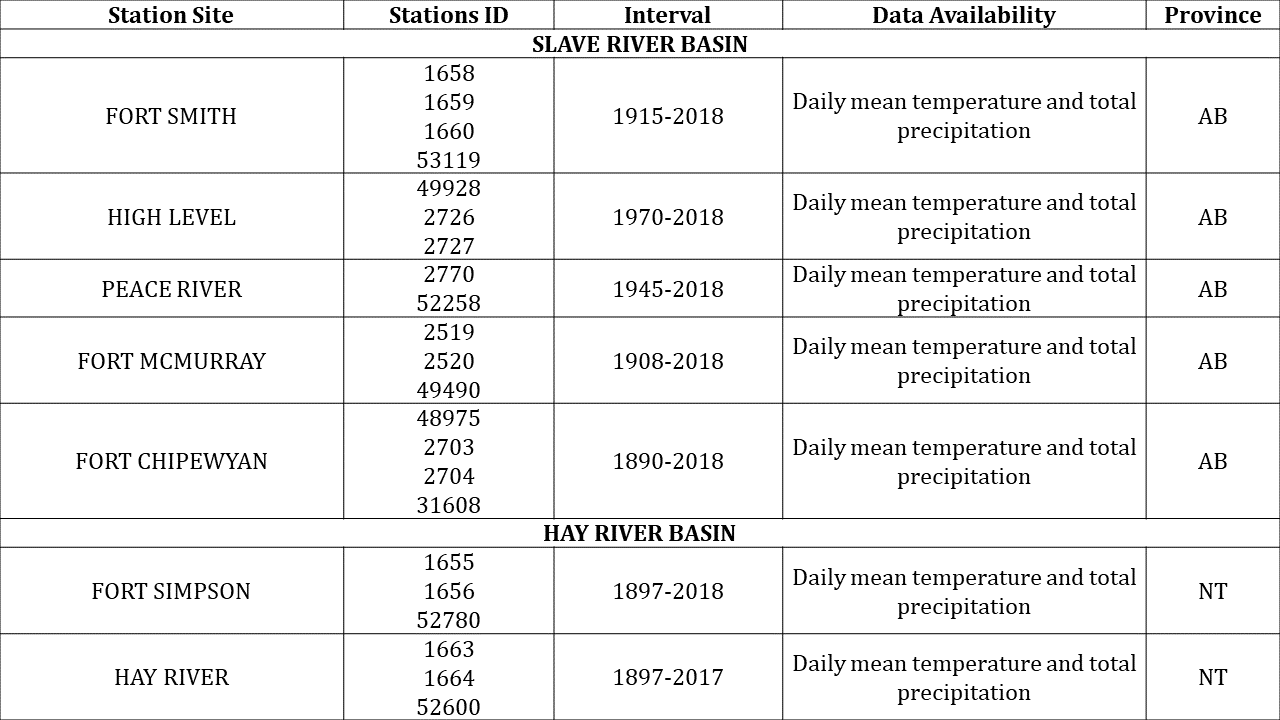 Station Site Stations ID Interval Data Availability Province
SLAVE RIVER BASIN
FORT SMITH
1658
1659
1660
53119
1915-2018
Daily mean temperature and total
precipitation
AB
HIGH LEVEL
49928
2726
2727
1970-2018
Daily mean temperature and total
precipitation
AB
PEACE RIVER
2770
52258
1945-2018
Daily mean temperature and total
precipitation
AB
FORT MCMURRAY
2519
2520
49490
1908-2018
Daily mean temperature and total
precipitation
AB
FORT CHIPEWYAN
48975
2703
2704
31608
1890-2018
Daily mean temperature and total
precipitation
AB
HAY RIVER BASIN
FORT SIMPSON
1655
1656
52780
1897-2018
Daily mean temperature and total
precipitation
NT
HAY RIVER
1663
1664
52600
1897-2017
Daily mean temperature and total
precipitation
NT